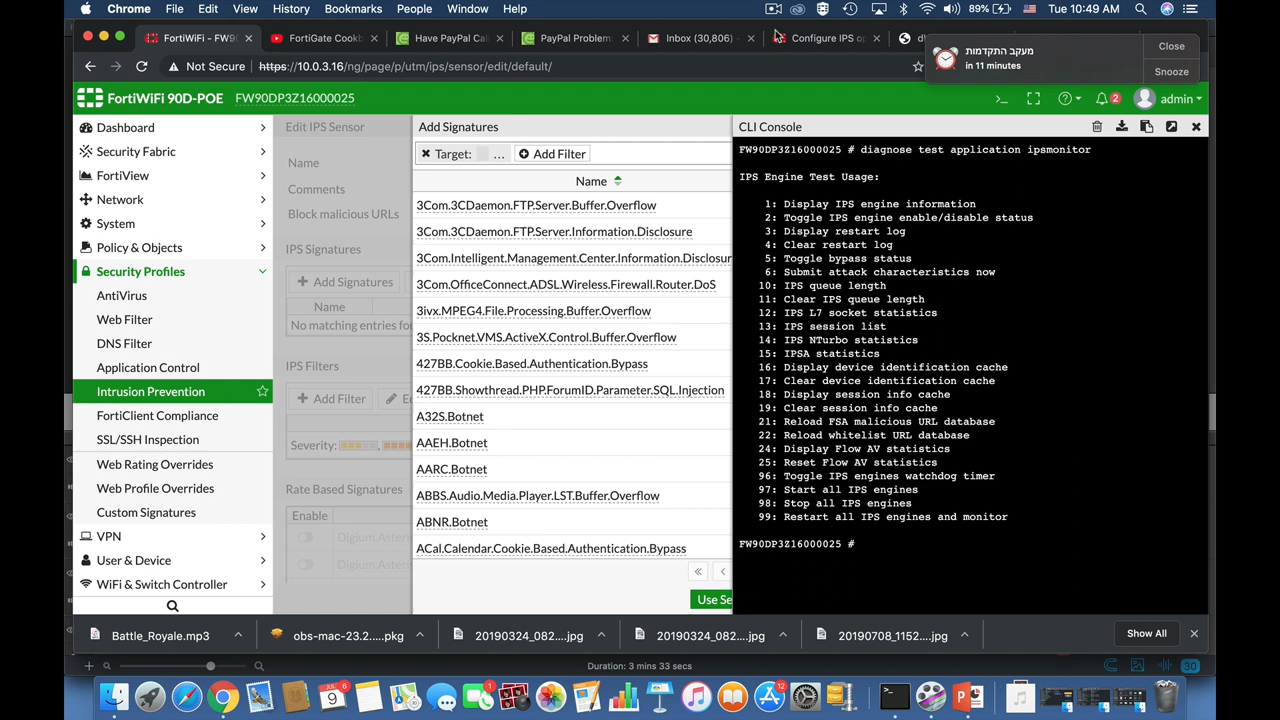 Chrome File Edit View History Bookmarks People Window Help 89% Tue 10:49 AM
FortiWiFi - FW90 FortiGate Cookb Have PayPal Ca PayPal Problem: Inbox (30,806) - Configure IPS op
מעקב התקדמות
in 11 minutes
Close
Snooze
Not Secure https://10.0.3.16/ng/page/p/utm/ips/sensor/edit/default/
FortiWiFi 90D-POE FW90DP3Z16000025 >_ 2 admin
Dashboard
Security Fabric
FortiView
Network
System
Policy & Objects
Security Profiles
AntiVirus
Web Filter
DNS Filter
Application Control
Intrusion Prevention
FortiClient Compliance
SSL/SSH Inspection
Web Rating Overrides
Web Profile Overrides
Custom Signatures
VPN
User & Device
WiFi & Switch Controller
Edit IPS Sensor
Name
Comments
Block malicious URLs
IPS Signatures
Add Signatures
Name
No matching entries fo
IPS Filters
Add Filter
Severity:
Rate Based Signatures
Enable
Digium.Aster
Digium.Aster
Add Signatures
Target: ... Add Filter
Name
3Com.3CDaemon.FTP.Server.Buffer.Overflow
3Com.3CDaemon.FTP.Server.Information.Disclosure
3Com.Intelligent.Management.Center.Information.Disclosur
3Com.OfficeConnect.ADSL.Wireless.Firewall.Router.DoS
3ivx.MPEG4.File.Processing.Buffer.Overflow
3S.Pocknet.VMS.ActiveX.Control.Buffer.Overflow
427BB.Cookie.Based.Authentication.Bypass
427BB.Showthread.PHP.ForumID.Parameter.SQL.Injection
A32S.Botnet
AAEH.Botnet
AARC.Botnet
ABBS.Audio.Media.Player.LST.Buffer.Overflow
ABNR.Botnet
ACal.Calendar.Cookie.Based.Authentication.Bypass
Use Se
CLI Console
FW90DP3Z16000025 # diagnose test application ipsmonitor
IPS Engine Test Usage:
1: Display IPS engine information
2: Toggle IPS engine enable/disable status
3: Display restart log
4: Clear restart log
5: Toggle bypass status
6: Submit attack characteristics now
10: IPS queue length
11: Clear IPS queue length
12: IPS L7 socket statistics
13: IPS session list
14: IPS NTurbo statistics
15: IPSA statistics
16: Display device identification cache
17: Clear device identification cache
18: Display session info cache
19: Clear session info cache
21: Reload FSA malicious URL database
22: Reload whitelist URL database
24: Display Flow AV statistics
25: Reset Flow AV statistics
96: Toggle IPS engines watchdog timer
97: Start all IPS engines
98: Stop all IPS engines
99: Restart all IPS engines and monitor
FW90DP3Z16000025 #
Battle_Royale.mp3 obs-mac-23.2....pkg 20190324_082....jpg 20190324_082....jpg 20190708_1152....jpg Show All
Duration: 3 mins 33 secs
30